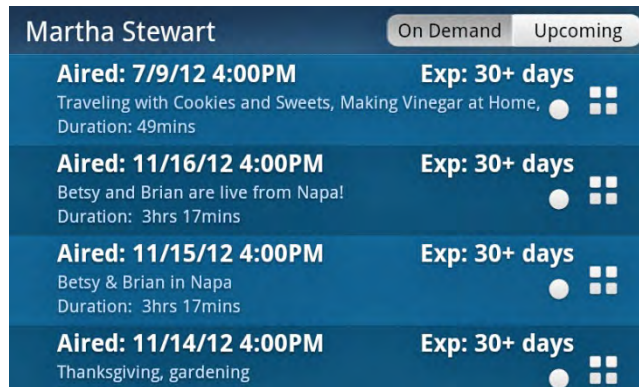 Martha Stewart On Demand Upcoming
Aired: 7/9/12 4:00PM Exp: 30+ days
Traveling with Cookies and Sweets, Making Vinegar at Home,
Duration: 49mins
Aired: 11/16/12 4:00PM Exp: 30+ days
Betsy and Brian are live from Napa!
Duration: 3hrs 17mins
Aired: 11/15/12 4:00PM Exp: 30+ days
Betsy & Brian in Napa
Duration: 3hrs 17mins
Aired: 11/14/12 4:00PM Exp: 30+ days
Thanksgiving, gardening